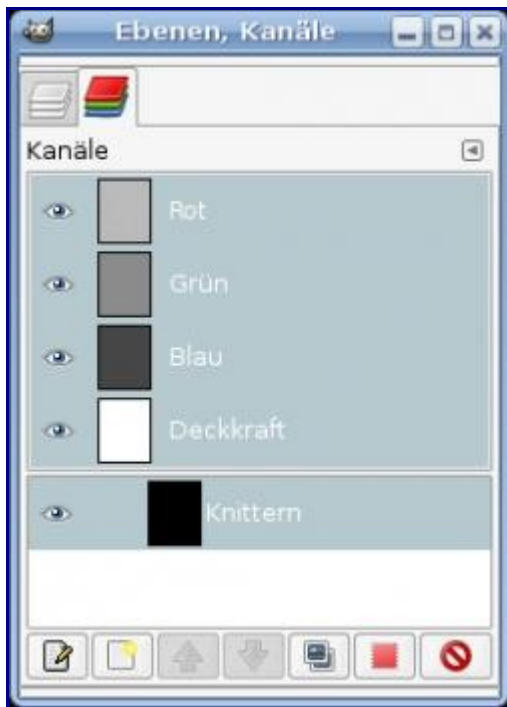 Ebenen, Kanäle
Kanäle
Rot
Grün
Blau
Deckkraft
Knittern